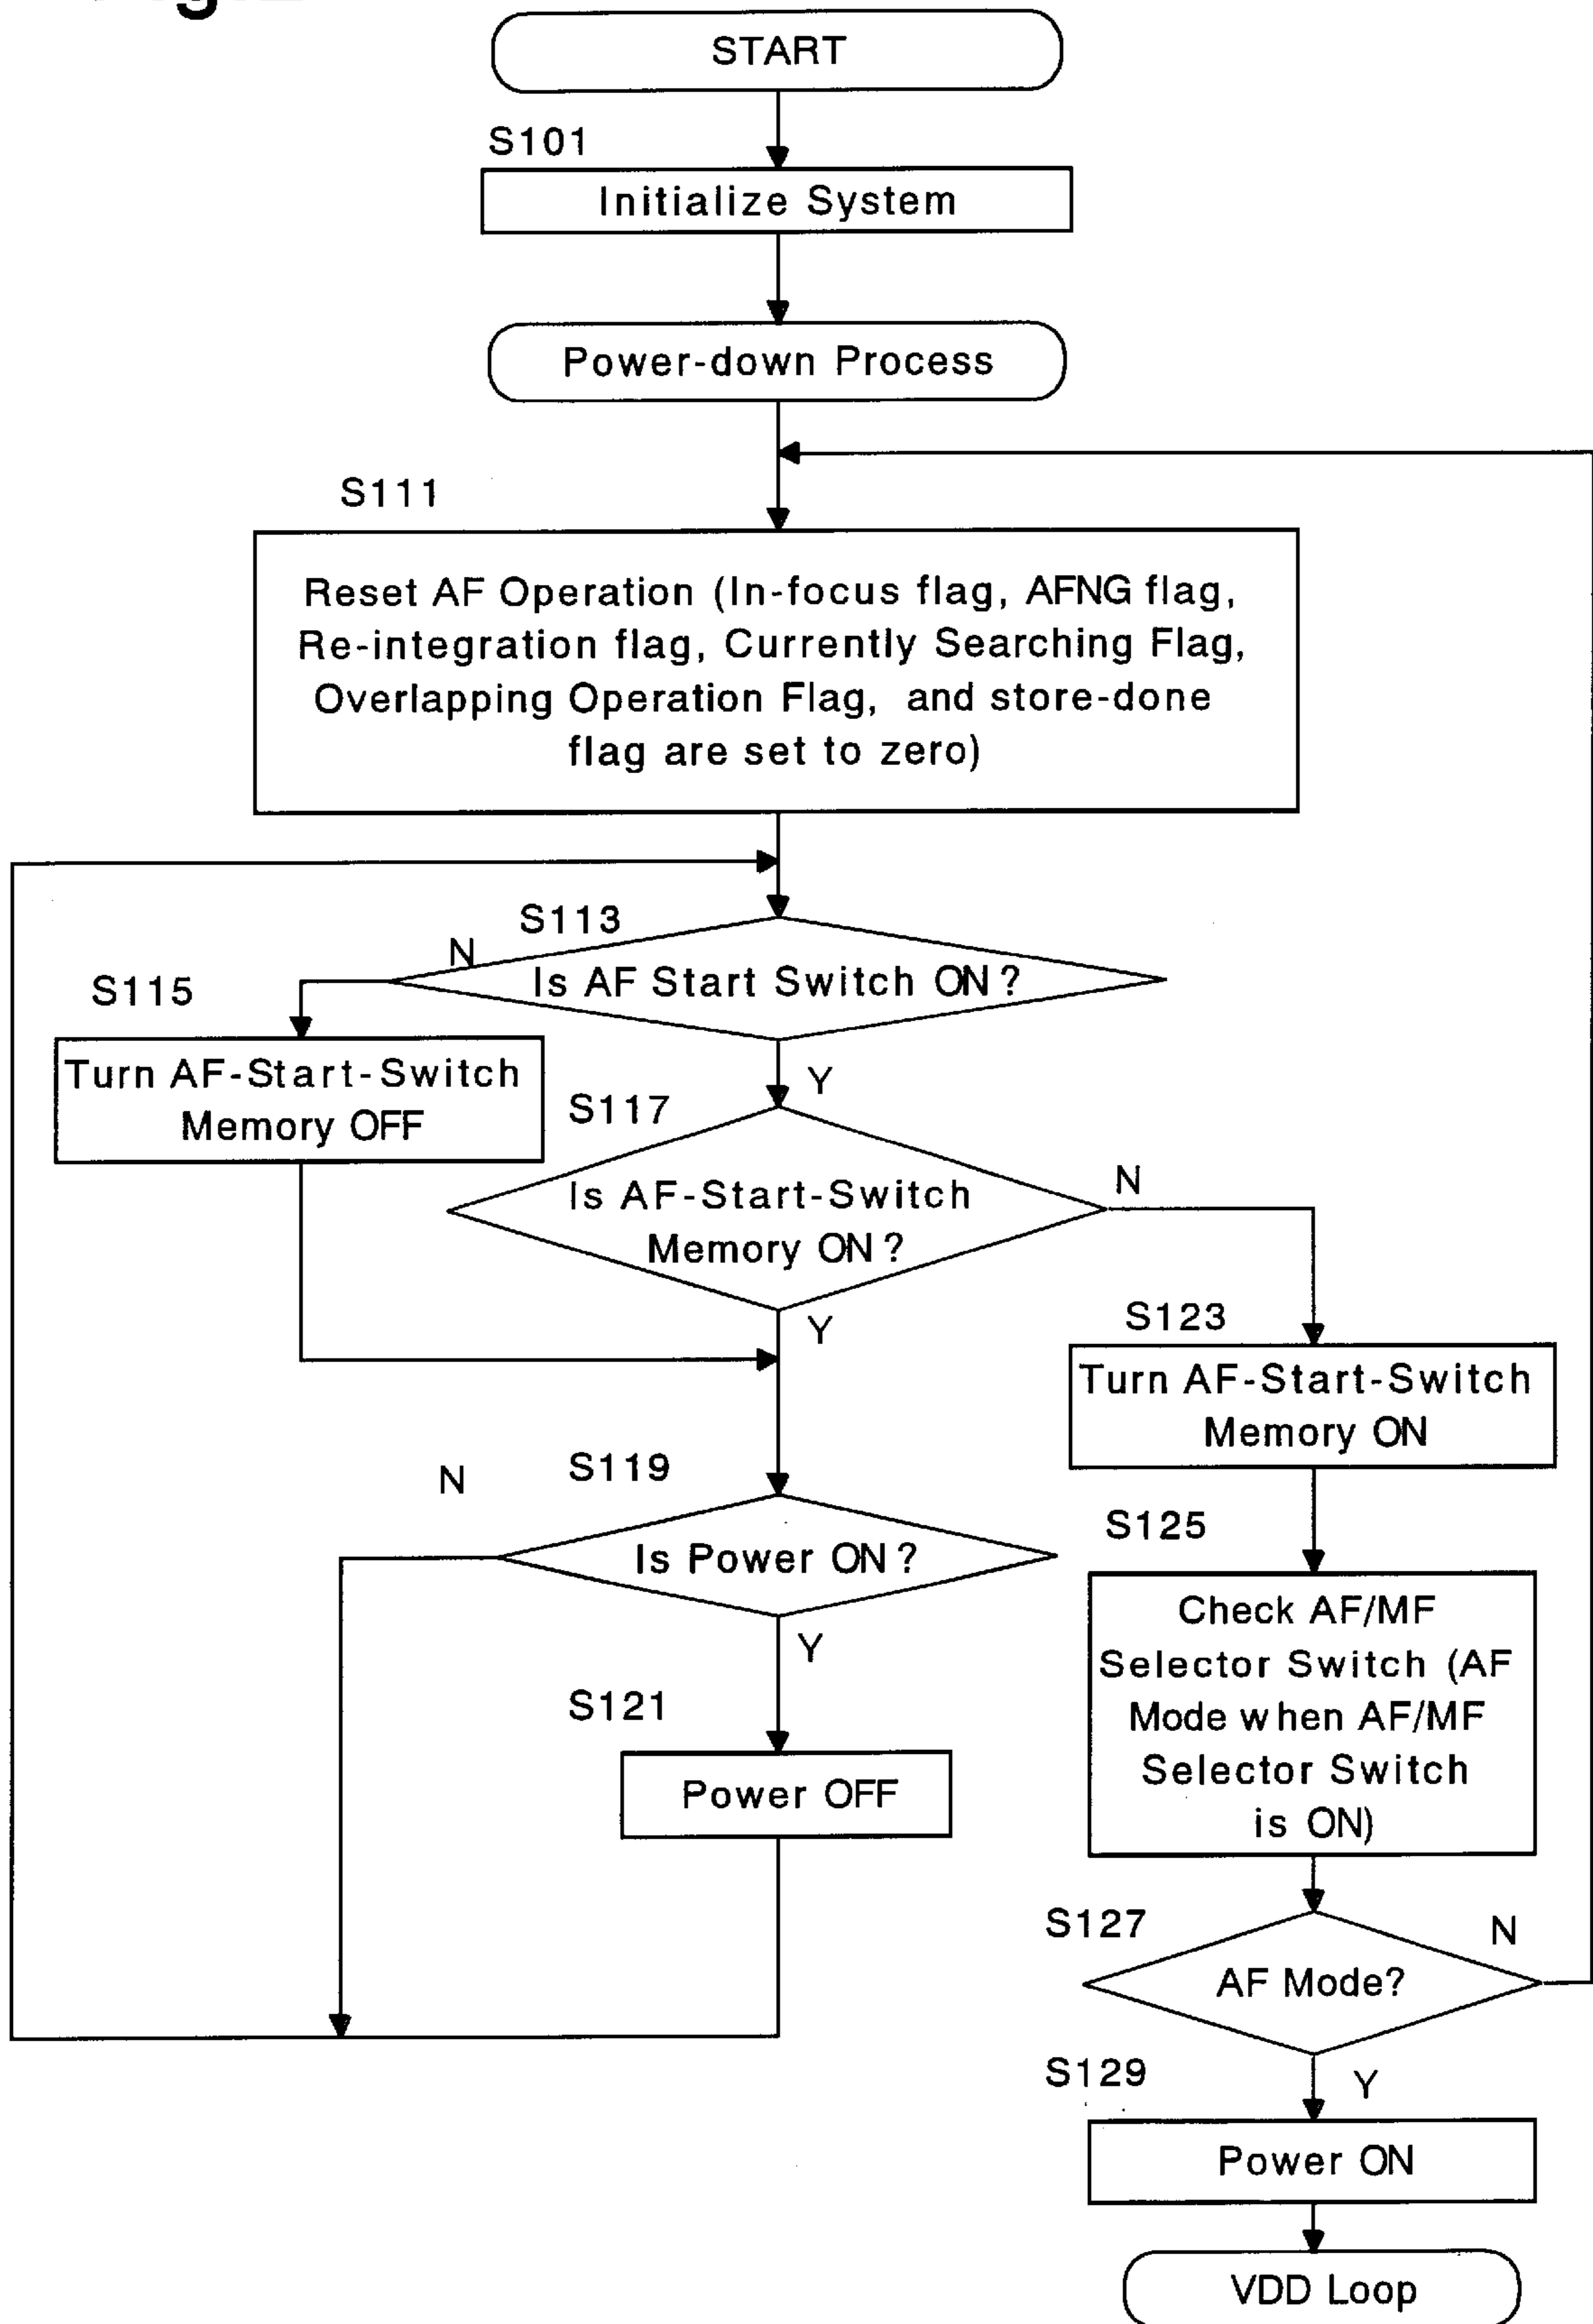 START
S101
Initialize System
Power-down Process
S111
Reset AF Operation (In-focus flag, AFNG flag,
Re-integration flag, Currently Searching Flag,
Overlapping Operation Flag, and store-done
flag are set to zero)
S113
N
Is AF Start Switch ON?
S115
Turn AF-Start-Switch
Memory OFF
Y
S117
Is AF-Start-Switch
Memory ON?
N
Y
S123
Turn AF-Start-Switch
Memory ON
S119
N
Is Power ON?
Y
S125
Check AF/MF
Selector Switch (AF
Mode when AF/MF
Selector Switch
is ON)
S121
Power OFF
S127
N
AF Mode?
S129
Y
Power ON
VDD Loop